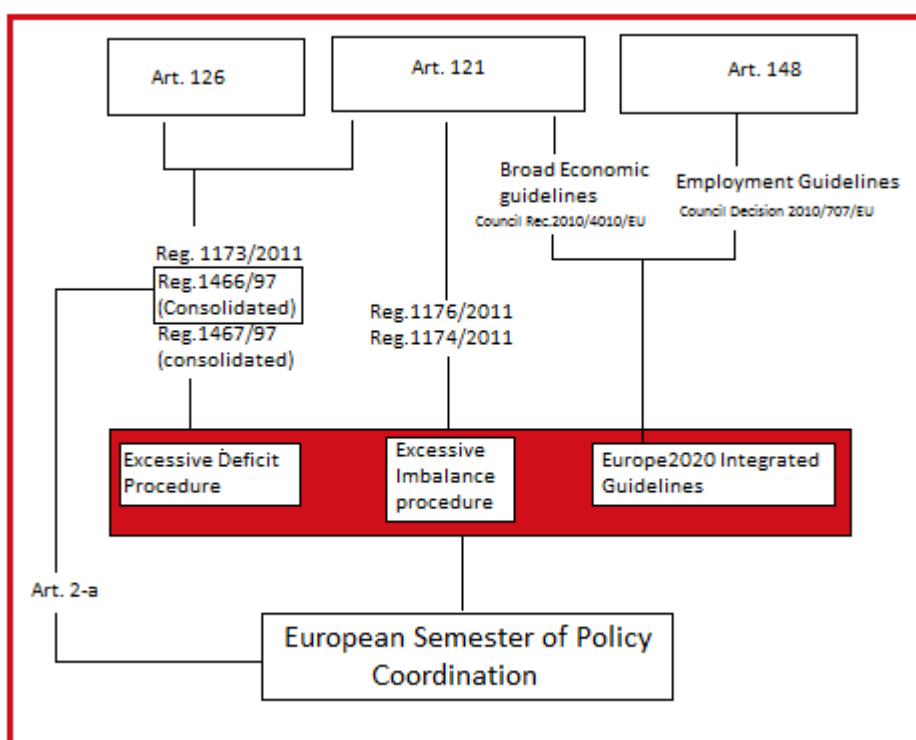 Art. 126
Art. 121
Art. 148
Broad Economic
guidelines
Council Rec.2010/4010/EU
Employment Guidelines
Council Decision 2010/707/EU
Reg. 1173/2011
Reg.1466/97
(Consolidated)
Reg.1467/97
(consolidated)
Reg.1176/2011
Reg.1174/2011
Excessive Deficit
Procedure
Excessive
Imbalance
procedure
Europe2020 Integrated
Guidelines
Art. 2-a
European Semester of Policy
Coordination